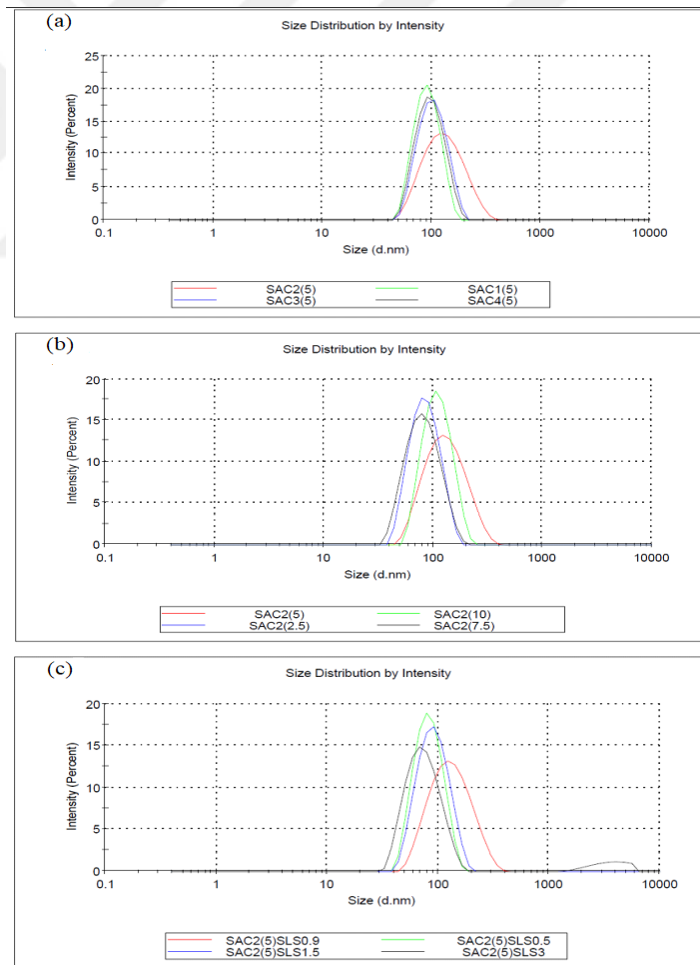 (a)
Size Distribution by Intensity
25
20
15
10
5
0
Intensity (Percent)
0.1 1 10 100 1000 10000
Size (d.nm)
SAC2(5) SAC1(5)
SAC3(5) SAC4(5)
(b)
Size Distribution by Intensity
20
15
10
5
0
Intensity (Percent)
0.1 1 10 100 1000 10000
Size (d.nm)
SAC2(5) SAC2(10)
SAC2(2.5) SAC2(7.5)
(c)
Size Distribution by Intensity
20
15
10
5
0
Intensity (Percent)
0.1 1 10 100 1000 10000
Size (d.nm)
SAC2(5)SLS0.9 SAC2(5)SLS0.5
SAC2(5)SLS1.5 SAC2(5)SLS3